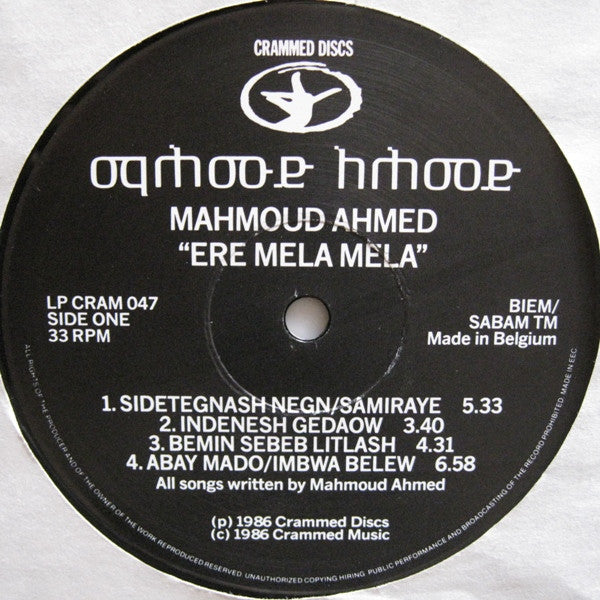 CRAMMED DISCS
MAHMOUD AHMED
"ERE MELA MELA"
LP CRAM 047
SIDE ONE
33 RPM
BIEM/
SABAM TM
Made in Belgium
1. SIDETEGNASH NEGN/SAMIRAYE 5.33
2. INDENESH GEDAOW 3.40
3. BEMIN SEBEB LITLASH 4.31
4. ABAY MADO/IMBWA BELEW 6.58
All songs written by Mahmoud Ahmed
(p) 1986 Crammed Discs
(c) 1986 Crammed Music
ALL RIGHTS OF THE PRODUCER AND OF THE OWNER OF THE WORK REPRODUCED RESERVED UNAUTHORIZED COPYING HIRING PUBLIC PERFORMANCE AND BROADCASTING OF THE RECORD PROHIBITED MADE IN EEC